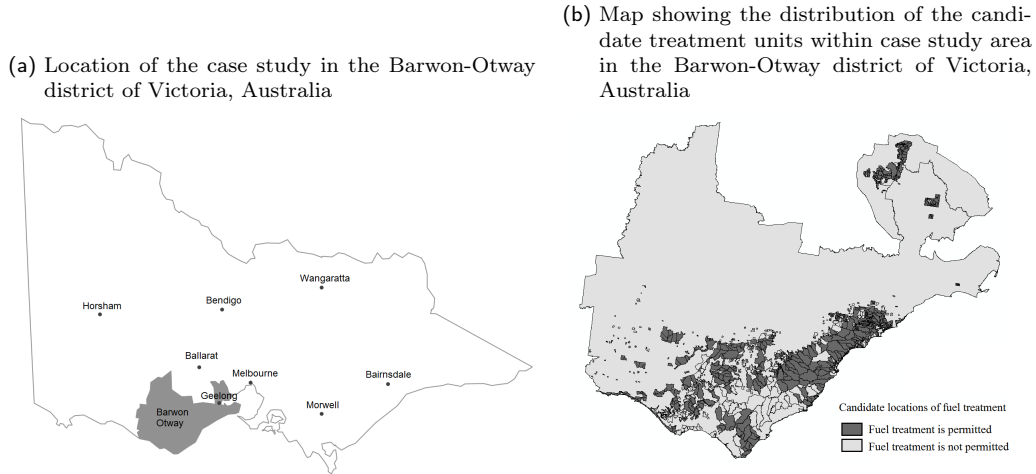 (a) Location of the case study in the Barwon-Otway
district of Victoria, Australia
Horsham
Bendigo
Wangaratta
Ballarat
Melbourne
Geelong
Bairnsdale
Barwon
Otway
Morwell
(b) Map showing the distribution of the candi-
date treatment units within case study area
in the Barwon-Otway district of Victoria,
Australia
Candidate locations of fuel treatment
Fuel treatment is permitted
Fuel treatment is not permitted